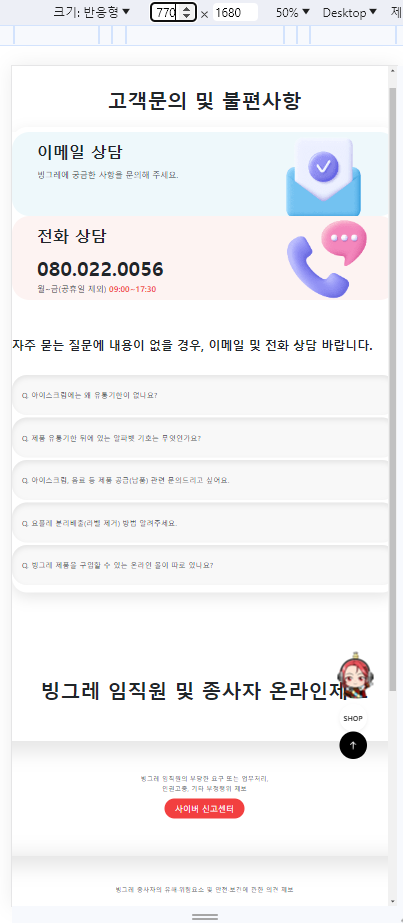 크기: 반응형 770 × 1680 50% Desktop 제
고객문의 및 불편사항
이메일 상담
빙그레에 궁금한 사항을 문의해 주세요.
전화 상담
080.022.0056
월~금(공휴일 제외) 09:00~17:30
자주 묻는 질문에 내용이 없을 경우, 이메일 및 전화 상담 바랍니다.
Q. 아이스크림에는 왜 유통기한이 없나요?
Q. 제품 유통기한 뒤에 있는 알파벳 기호는 무엇인가요?
Q. 아이스크림, 음료 등 제품 공급(납품) 관련 문의드리고 싶어요.
Q. 요플레 분리배출(라벨 제거) 방법 알려주세요.
Q. 빙그레 제품을 구입할 수 있는 온라인 몰이 따로 있나요?
빙그레 임직원 및 종사자 온라인제
SHOP
빙그레 임직원의 부당한 요구 또는 업무처리,
인권고충, 기타 부정행위 제보
사이버 신고센터
빙그레 종사자의 유해·위험요소 및 안전·보건에 관한 의견 제보